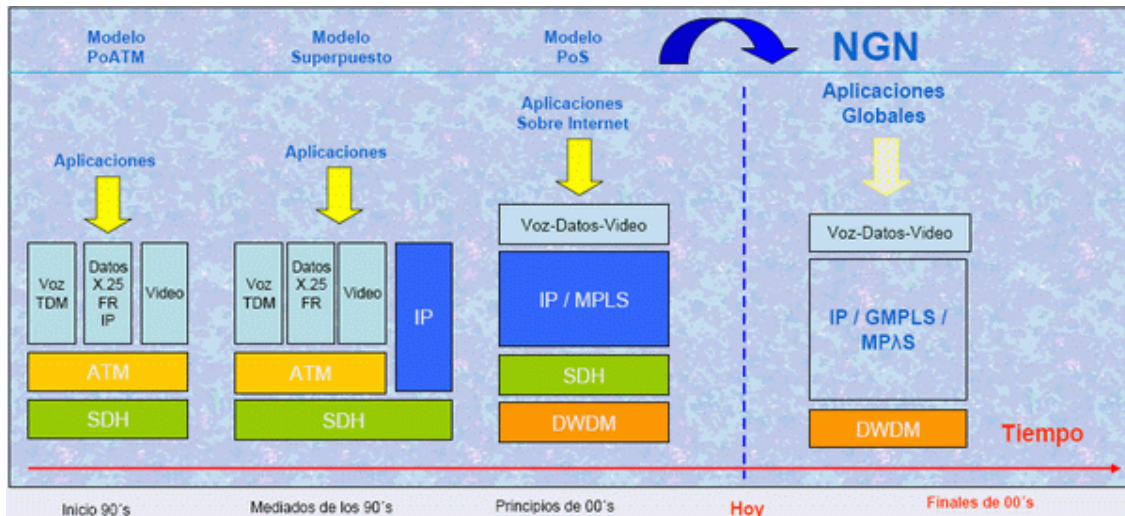 Modelo
PoATM
Modelo
Superpuesto
Modelo
PoS
NGN
Aplicaciones
Aplicaciones
Aplicaciones
Sobre Internet
Aplicaciones
Globales
Voz
TDM
Datos
X.25
FR
IP
Video
ATM
SDH
Voz
TDM
Datos
X.25
FR
Video
IP
ATM
SDH
Voz-Datos-Video
IP / MPLS
SDH
DWDM
Voz-Datos-Video
IP / GMPLS /
MPλS
DWDM
Tiempo
Inicio 90´s
Mediados de los 90´s
Principios de 00´s
Hoy
Finales de 00´s